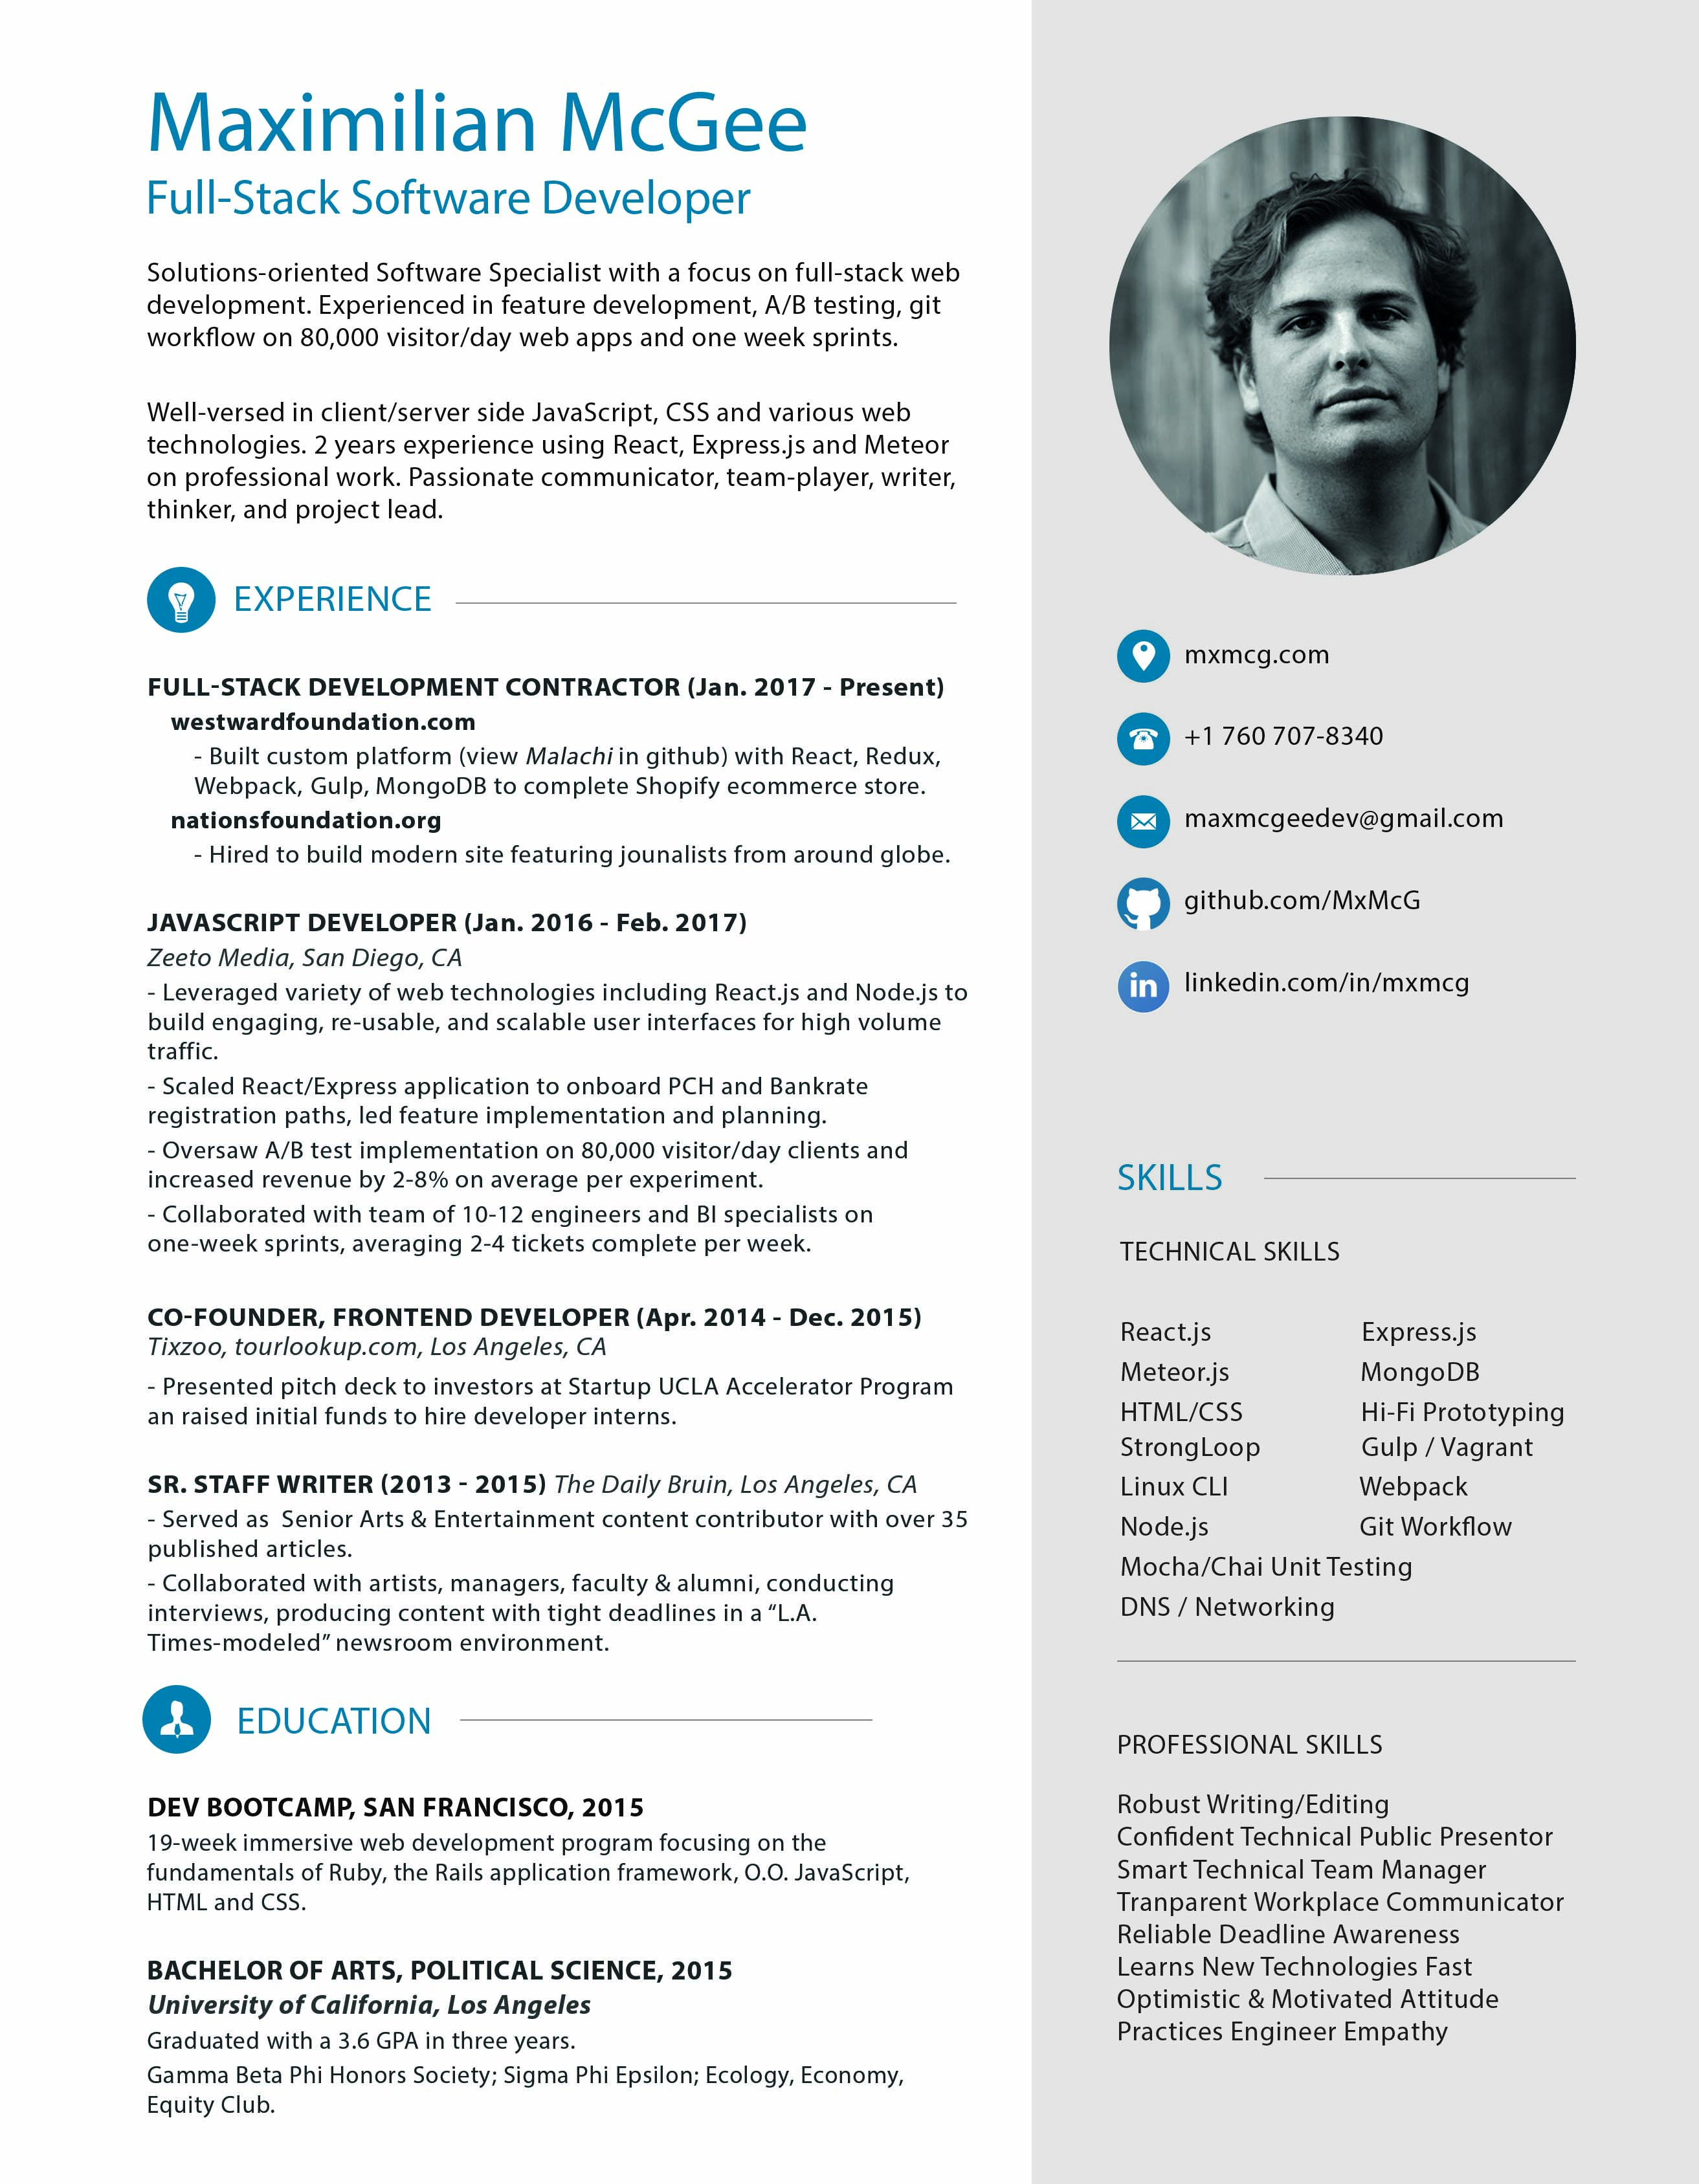 Maximilian McGee
Full-Stack Software Developer
Solutions-oriented Software Specialist with a focus on full-stack web
development. Experienced in feature development, A/B testing, git
workflow on 80,000 visitor/day web apps and one week sprints.
Well-versed in client/server side JavaScript, CSS and various web
technologies. 2 years experience using React, Express.js and Meteor
on professional work. Passionate communicator, team-player, writer,
thinker, and project lead.
EXPERIENCE
FULL-STACK DEVELOPMENT CONTRACTOR (Jan. 2017 - Present)
westwardfoundation.com
- Built custom platform (view Malachi in github) with React, Redux,
Webpack, Gulp, MongoDB to complete Shopify ecommerce store.
nationsfoundation.org
- Hired to build modern site featuring jounalists from around globe.
JAVASCRIPT DEVELOPER (Jan. 2016 - Feb. 2017)
Zeeto Media, San Diego, CA
- Leveraged variety of web technologies including React.js and Node.js to
build engaging, re-usable, and scalable user interfaces for high volume
traffic.
- Scaled React/Express application to onboard PCH and Bankrate
registration paths, led feature implementation and planning.
- Oversaw A/B test implementation on 80,000 visitor/day clients and
increased revenue by 2-8% on average per experiment.
- Collaborated with team of 10-12 engineers and BI specialists on
one-week sprints, averaging 2-4 tickets complete per week.
CO-FOUNDER, FRONTEND DEVELOPER (Apr. 2014 - Dec. 2015)
Tixzoo, tourlookup.com, Los Angeles, CA
- Presented pitch deck to investors at Startup UCLA Accelerator Program
an raised initial funds to hire developer interns.
SR. STAFF WRITER (2013 - 2015) The Daily Bruin, Los Angeles, CA
- Served as  Senior Arts & Entertainment content contributor with over 35
published articles.
- Collaborated with artists, managers, faculty & alumni, conducting
interviews, producing content with tight deadlines in a “L.A.
Times-modeled” newsroom environment.
EDUCATION
DEV BOOTCAMP, SAN FRANCISCO, 2015
19-week immersive web development program focusing on the
fundamentals of Ruby, the Rails application framework, O.O. JavaScript,
HTML and CSS.
BACHELOR OF ARTS, POLITICAL SCIENCE, 2015
University of California, Los Angeles
Graduated with a 3.6 GPA in three years.
Gamma Beta Phi Honors Society; Sigma Phi Epsilon; Ecology, Economy,
Equity Club.
mxmcg.com
+1 760 707-8340
maxmcgeedev@gmail.com
github.com/MxMcG
in linkedin.com/in/mxmcg
SKILLS
TECHNICAL SKILLS
React.js Express.js
Meteor.js MongoDB
HTML/CSS Hi-Fi Prototyping
StrongLoop Gulp / Vagrant
Linux CLI Webpack
Node.js Git Workflow
Mocha/Chai Unit Testing
DNS / Networking
PROFESSIONAL SKILLS
Robust Writing/Editing
Confident Technical Public Presentor
Smart Technical Team Manager
Tranparent Workplace Communicator
Reliable Deadline Awareness
Learns New Technologies Fast
Optimistic & Motivated Attitude
Practices Engineer Empathy